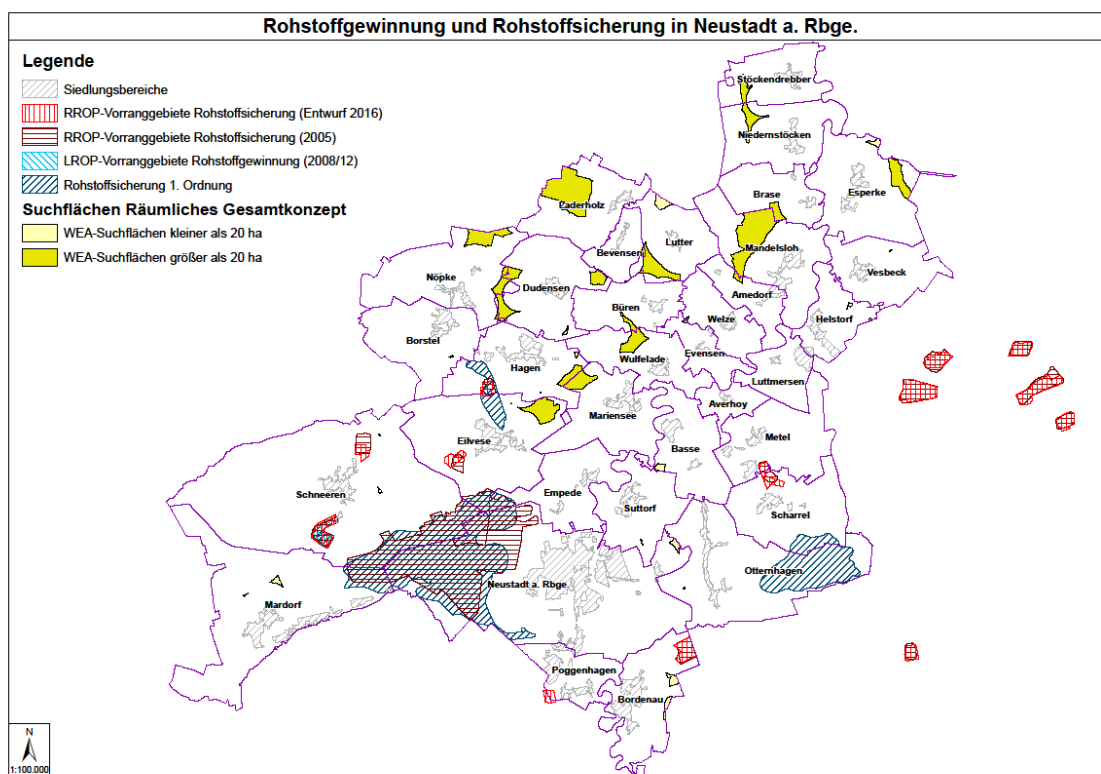 Rohstoffgewinnung und Rohstoffsicherung in Neustadt a. Rbge.
Legende
Siedlungsbereiche
RROP-Vorranggebiete Rohstoffsicherung (Entwurf 2016)
RROP-Vorranggebiete Rohstoffsicherung (2005)
LROP-Vorranggebiete Rohstoffgewinnung (2008/12)
Rohstoffsicherung 1. Ordnung
Suchflächen Räumliches Gesamtkonzept
WEA-Suchflächen kleiner als 20 ha
WEA-Suchflächen größer als 20 ha
Stöckendrebber
Niedernstöcken
Brase
Esperke
Laderholz
Bevensen
Lutter
Mandelsloh
Vesbeck
Nöpke
Dudensen
Amedorf
Büren
Welze
Helstorf
Borstel
Hagen
Wulfelade
Evensen
Luttmersen
Mariensee
Averhoy
Eilvese
Basse
Metel
Schneeren
Empede
Suttorf
Scharrel
Otternhagen
Neustadt a. Rbge.
Mardorf
Poggenhagen
Bordenau
N
1:100.000